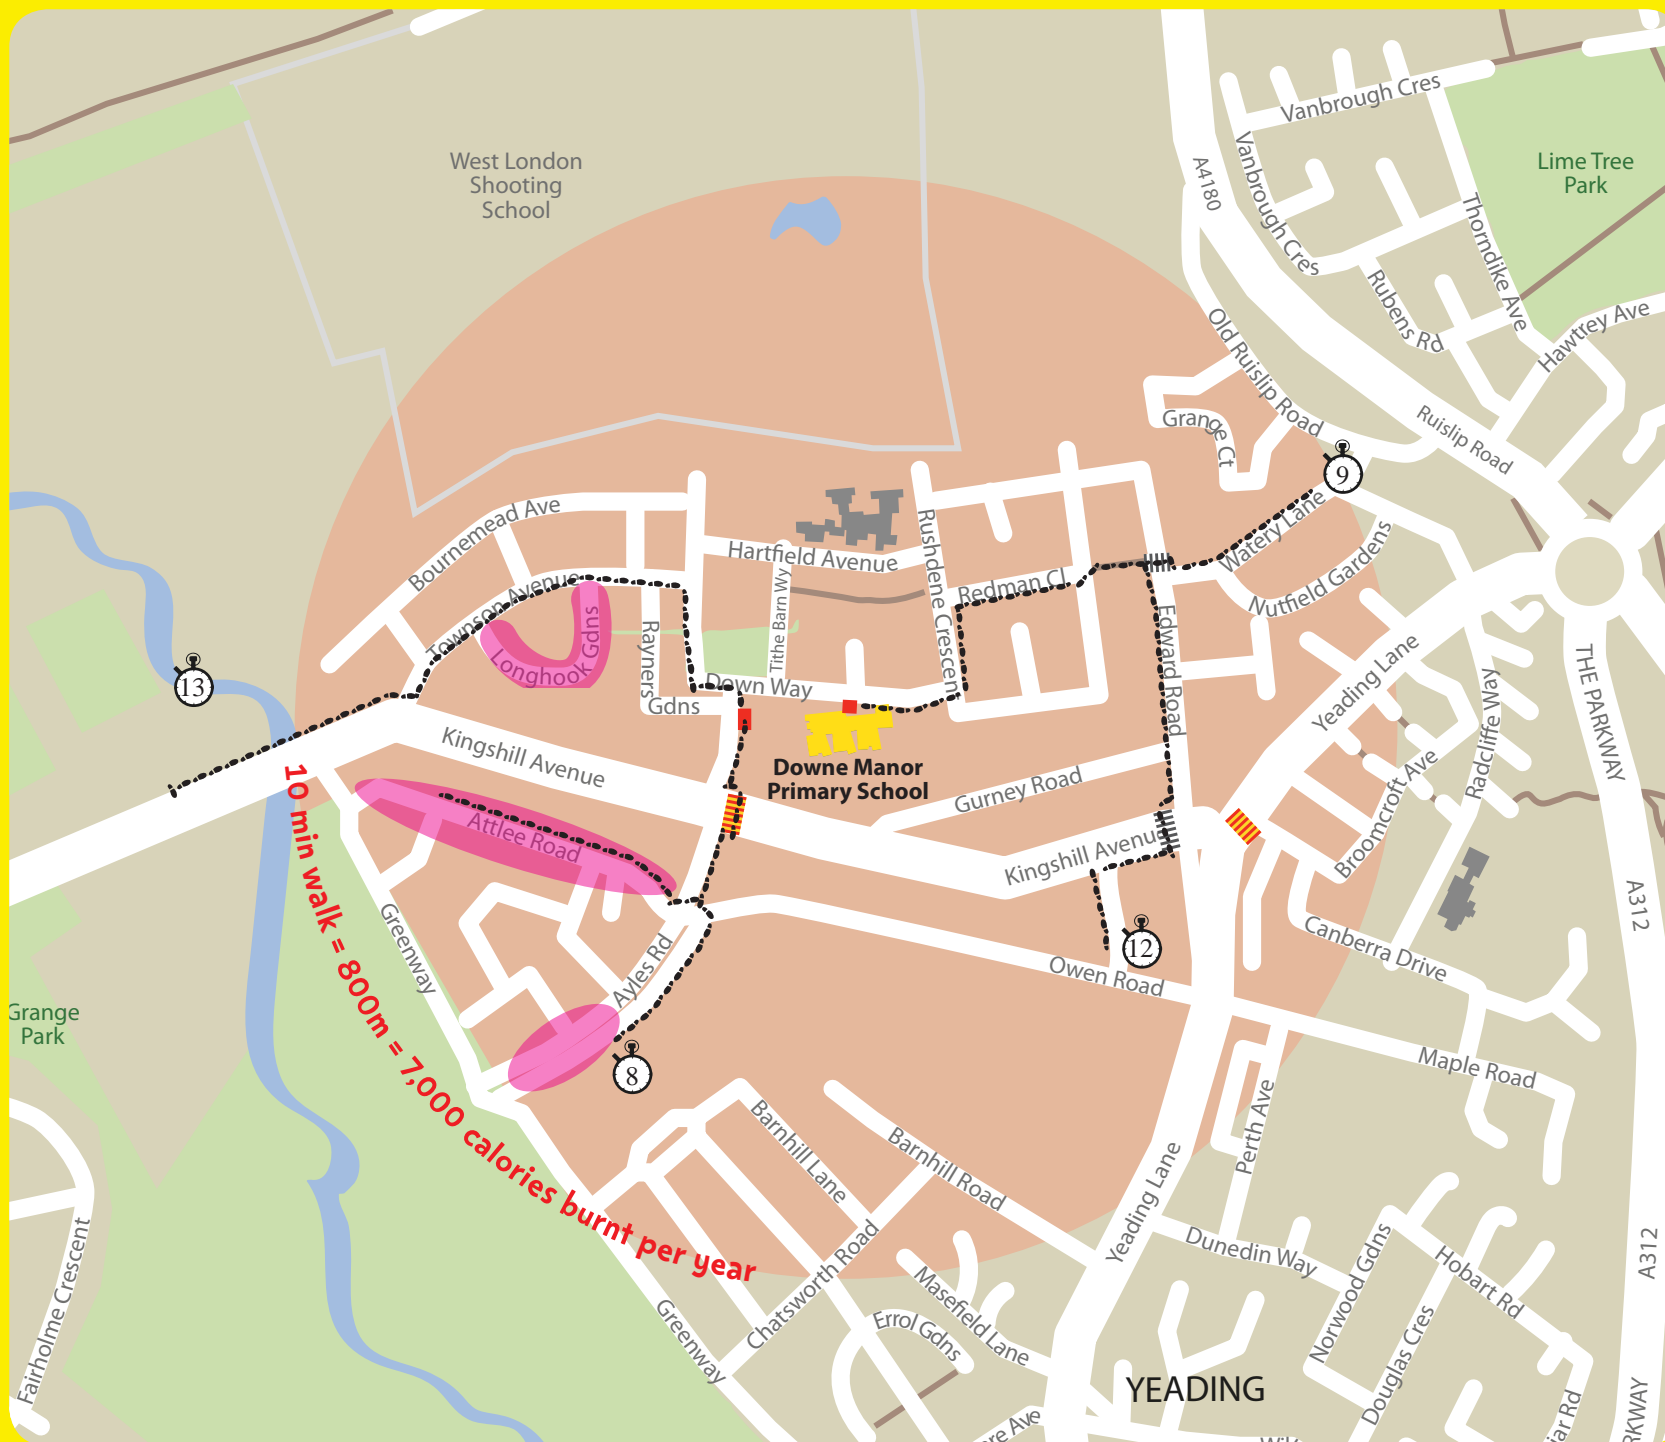 West London
Shooting
School
Vanbrough Cres
Vanbrough Cres
A4180
Lime Tree
Park
Thorndike Ave
Rubens Rd
Hawtrey Ave
Old Ruislip Road
Ruislip Road
Grange Ct
9
Watery Lane
Nutfield Gardens
Bournemead Ave
Townson Avenue
Longhook Gdns
Rayners
Gdns
Hartfield Avenue
Tithe Barn Wy
Rushdene Crescent
Redman Cl
Edward Road
Down Way
13
Kingshill Avenue
Downe Manor
Primary School
Gurney Road
Kingshill Avenue
Yeading Lane
Radcliffe Way
THE PARKWAY
Broomcroft Ave
A312
Attlee Road
Greenway
Ayles Rd
12
Owen Road
Canberra Drive
Maple Road
Grange
Park
8
10 min walk = 800m = 7,000 calories burnt per year
Barnhill Lane
Barnhill Road
Perth Ave
Yeading Lane
Dunedin Way
Norwood Gdns
Hobart Rd
Douglas Cres
A312
Fairholme Crescent
Chatsworth Road
Greenway
Masefield Lane
Errol Gdns
YEADING